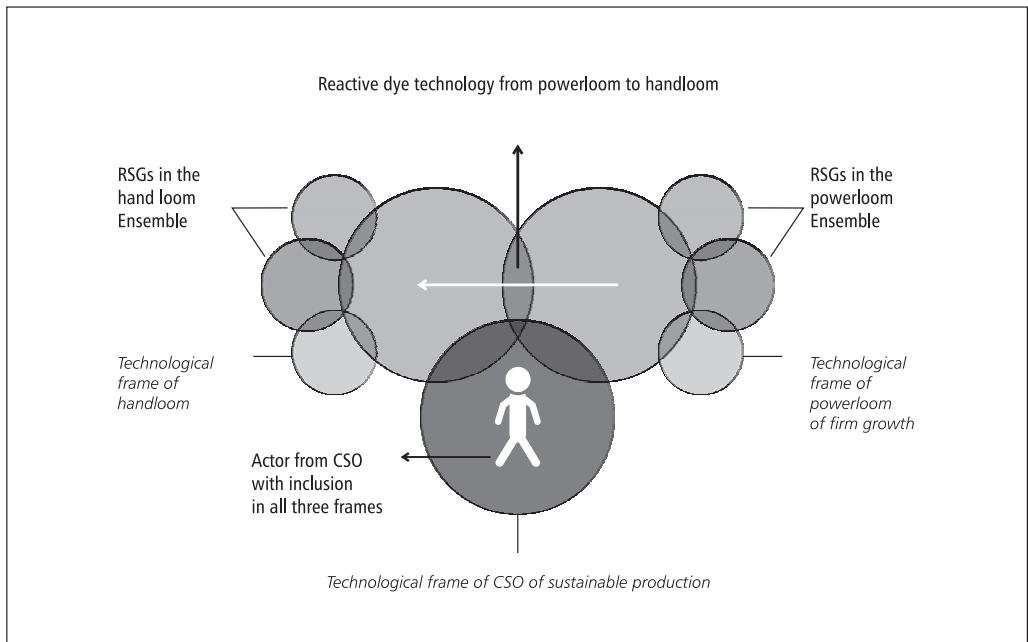 Reactive dye technology from powerloom to handloom
RSGs in the
hand loom
Ensemble
RSGs in the
powerloom
Ensemble
Technological
frame of
handloom
Technological
frame of
powerloom
of firm growth
Actor from CSO
with inclusion
in all three frames
Technological frame of CSO of sustainable production